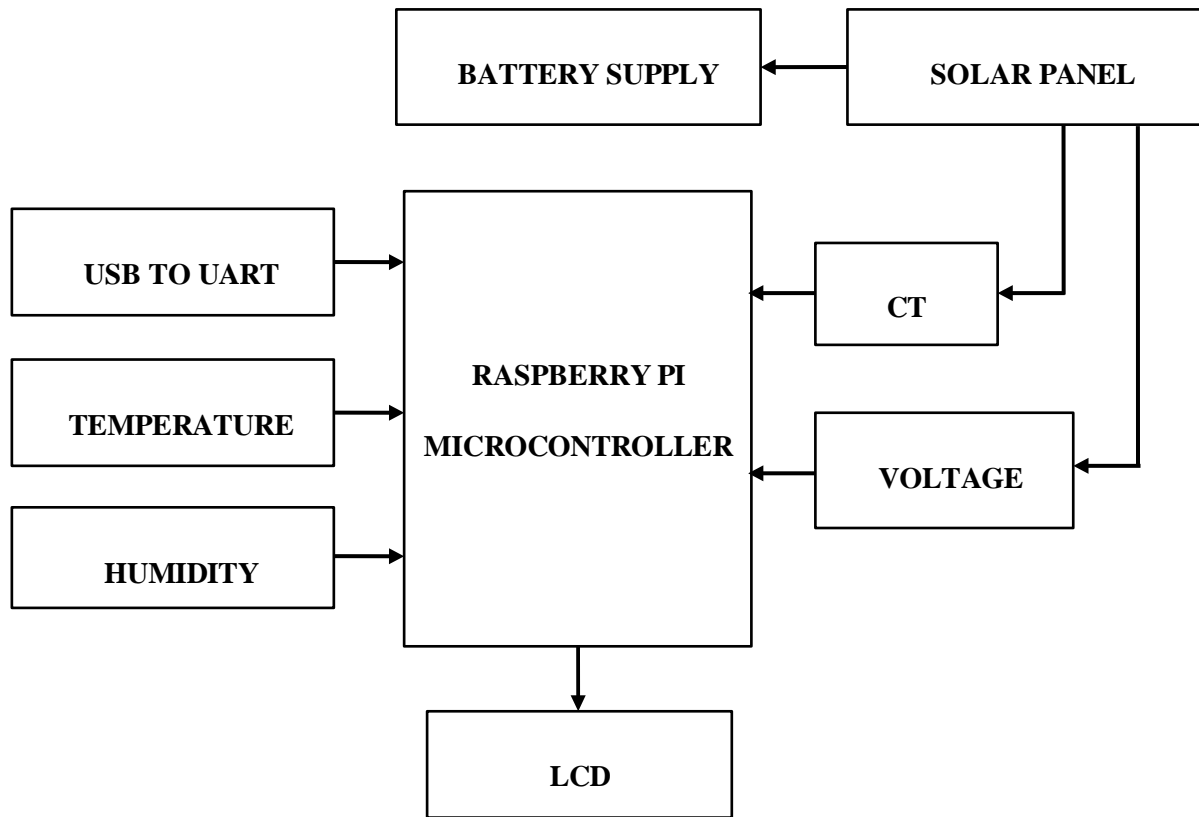 BATTERY SUPPLY
SOLAR PANEL
USB TO UART
CT
TEMPERATURE
RASPBERRY PI
MICROCONTROLLER
VOLTAGE
HUMIDITY
LCD